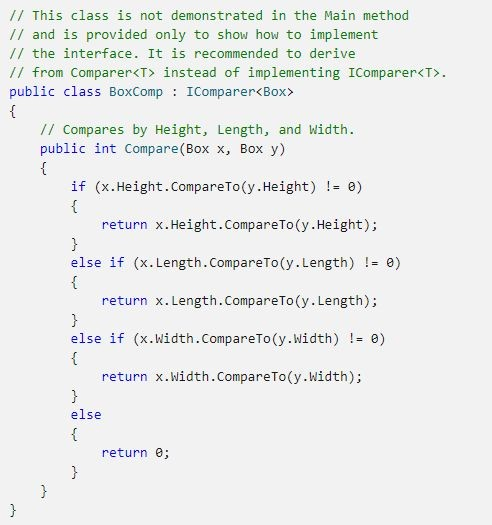 // This class is not demonstrated in the Main method
// and is provided only to show how to implement
// the interface. It is recommended to derive
// from Comparer<T> instead of implementing IComparer<T>.
public class BoxComp : IComparer<Box>
{
    // Compares by Height, Length, and Width.
    public int Compare(Box x, Box y)
    {
        if (x.Height.CompareTo(y.Height) != 0)
        {
            return x.Height.CompareTo(y.Height);
        }
        else if (x.Length.CompareTo(y.Length) != 0)
        {
            return x.Length.CompareTo(y.Length);
        }
        else if (x.Width.CompareTo(y.Width) != 0)
        {
            return x.Width.CompareTo(y.Width);
        }
        else
        {
            return 0;
        }
    }
}